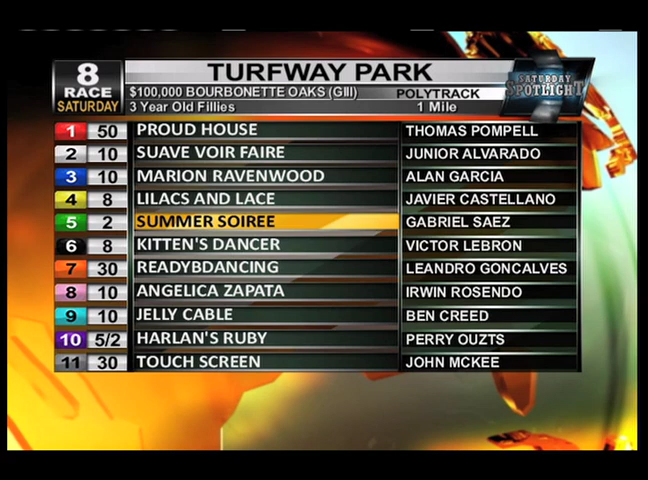 8
RACE
SATURDAY
TURFWAY PARK
$100,000 BOURBONETTE OAKS (GIII) POLYTRACK
3 Year Old Fillies 1 Mile
SATURDAY
SPOTLIGHT
1 50 PROUD HOUSE THOMAS POMPELL
2 10 SUAVE VOIR FAIRE JUNIOR ALVARADO
3 10 MARION RAVENWOOD ALAN GARCIA
4 8 LILACS AND LACE JAVIER CASTELLANO
5 2 SUMMER SOIREE GABRIEL SAEZ
6 8 KITTEN'S DANCER VICTOR LEBRON
7 30 READYBDANCING LEANDRO GONCALVES
8 10 ANGELICA ZAPATA IRWIN ROSENDO
9 10 JELLY CABLE BEN CREED
10 5/2 HARLAN'S RUBY PERRY OUZTS
11 30 TOUCH SCREEN JOHN MCKEE